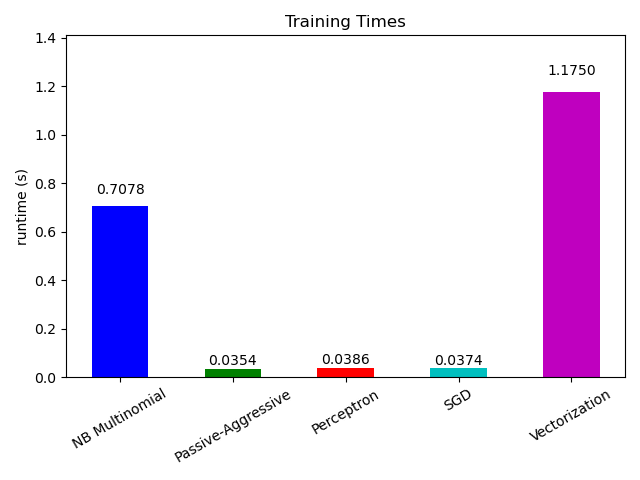 Training Times
1.4
1.2
1.0
0.8
0.6
0.4
0.2
0.0
runtime (s)
0.7078
0.0354
0.0386
0.0374
1.1750
NB Multinomial
Passive-Aggressive
Perceptron
SGD
Vectorization